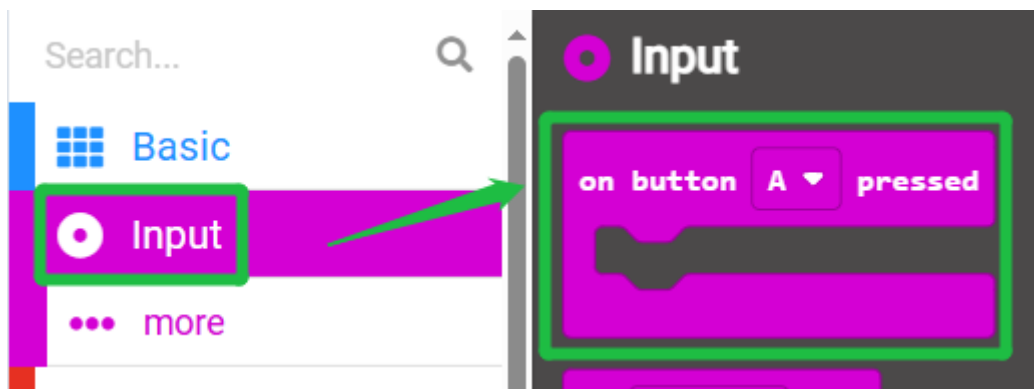 Search...
Basic
Input
more
Input
on button A pressed